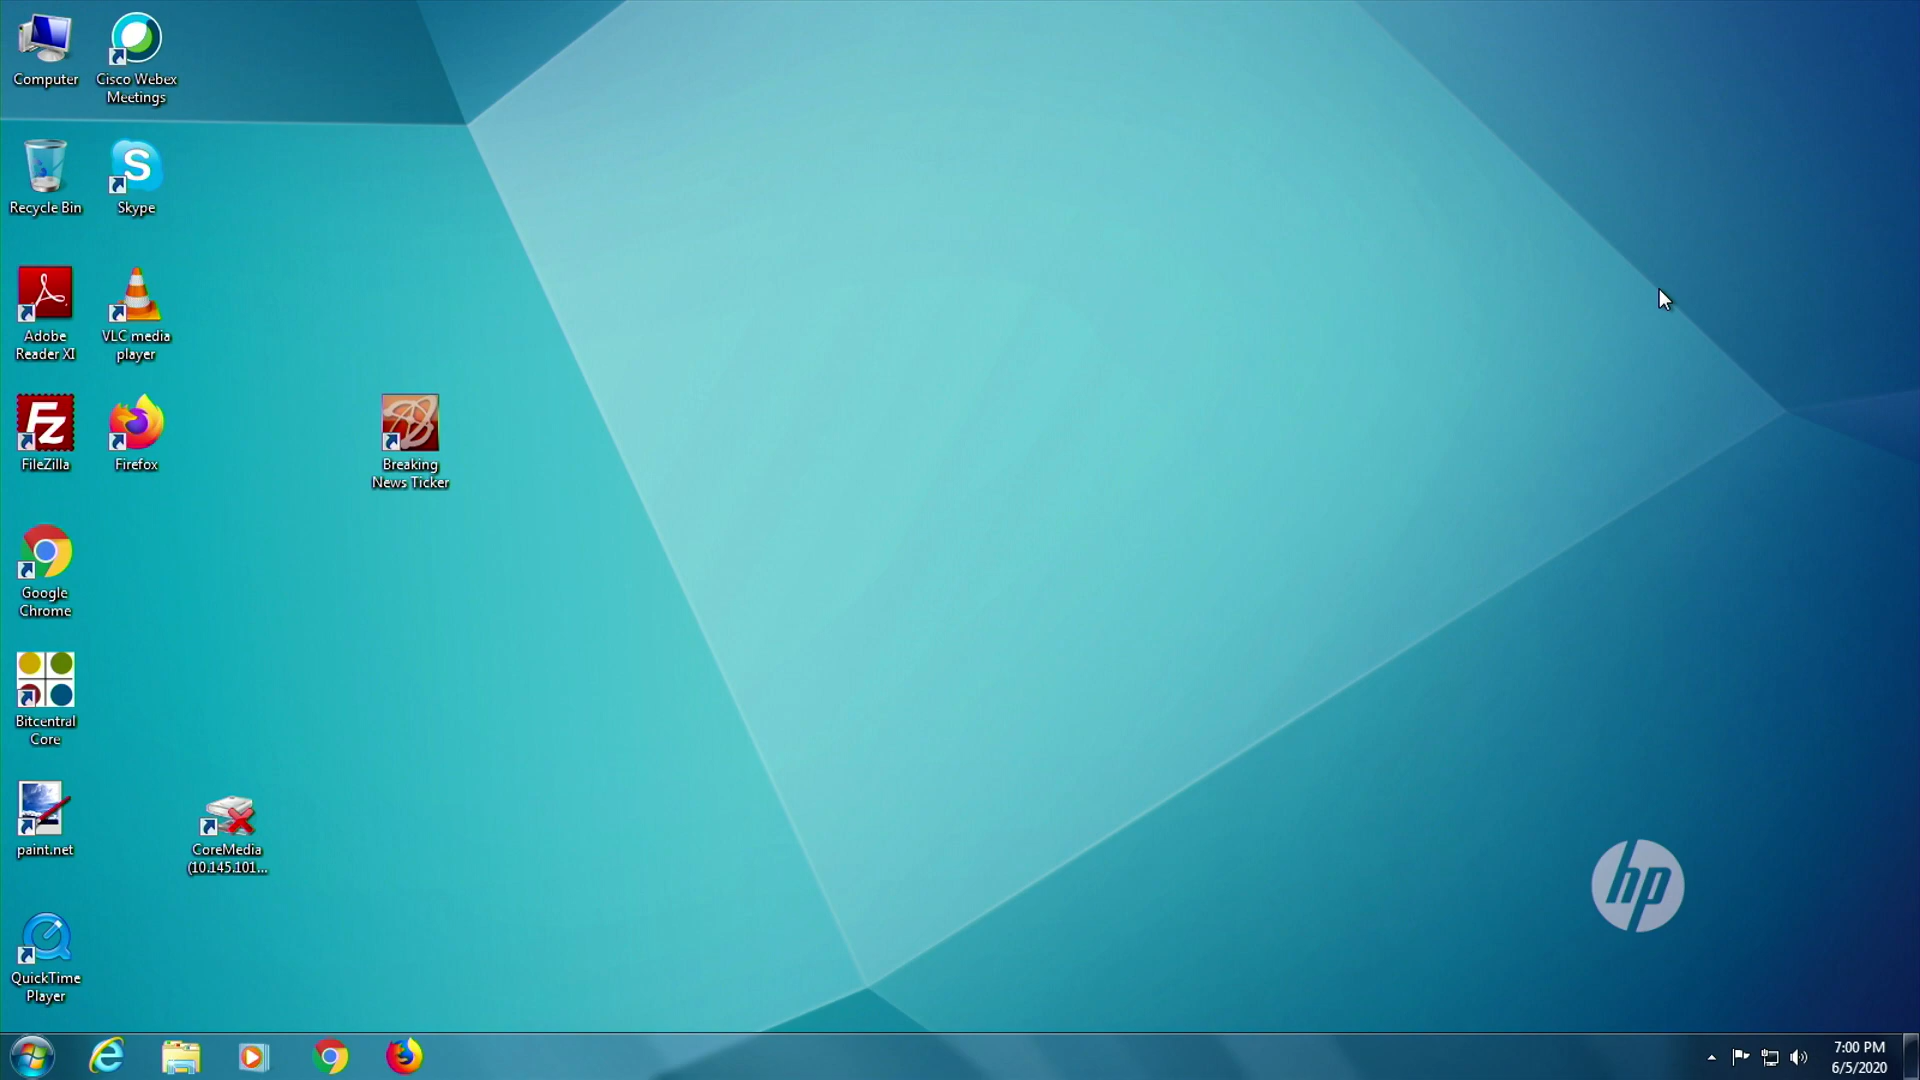 Computer
Cisco Webex
Meetings
Recycle Bin
S
Skype
Adobe
Reader XI
VLC media
player
FZ
FileZilla
Firefox
Breaking
News Ticker
Google
Chrome
Bitcentral
Core
paint.net
CoreMedia
(10.145.101...
QuickTime
Player
hp
7:00 PM
6/5/2020